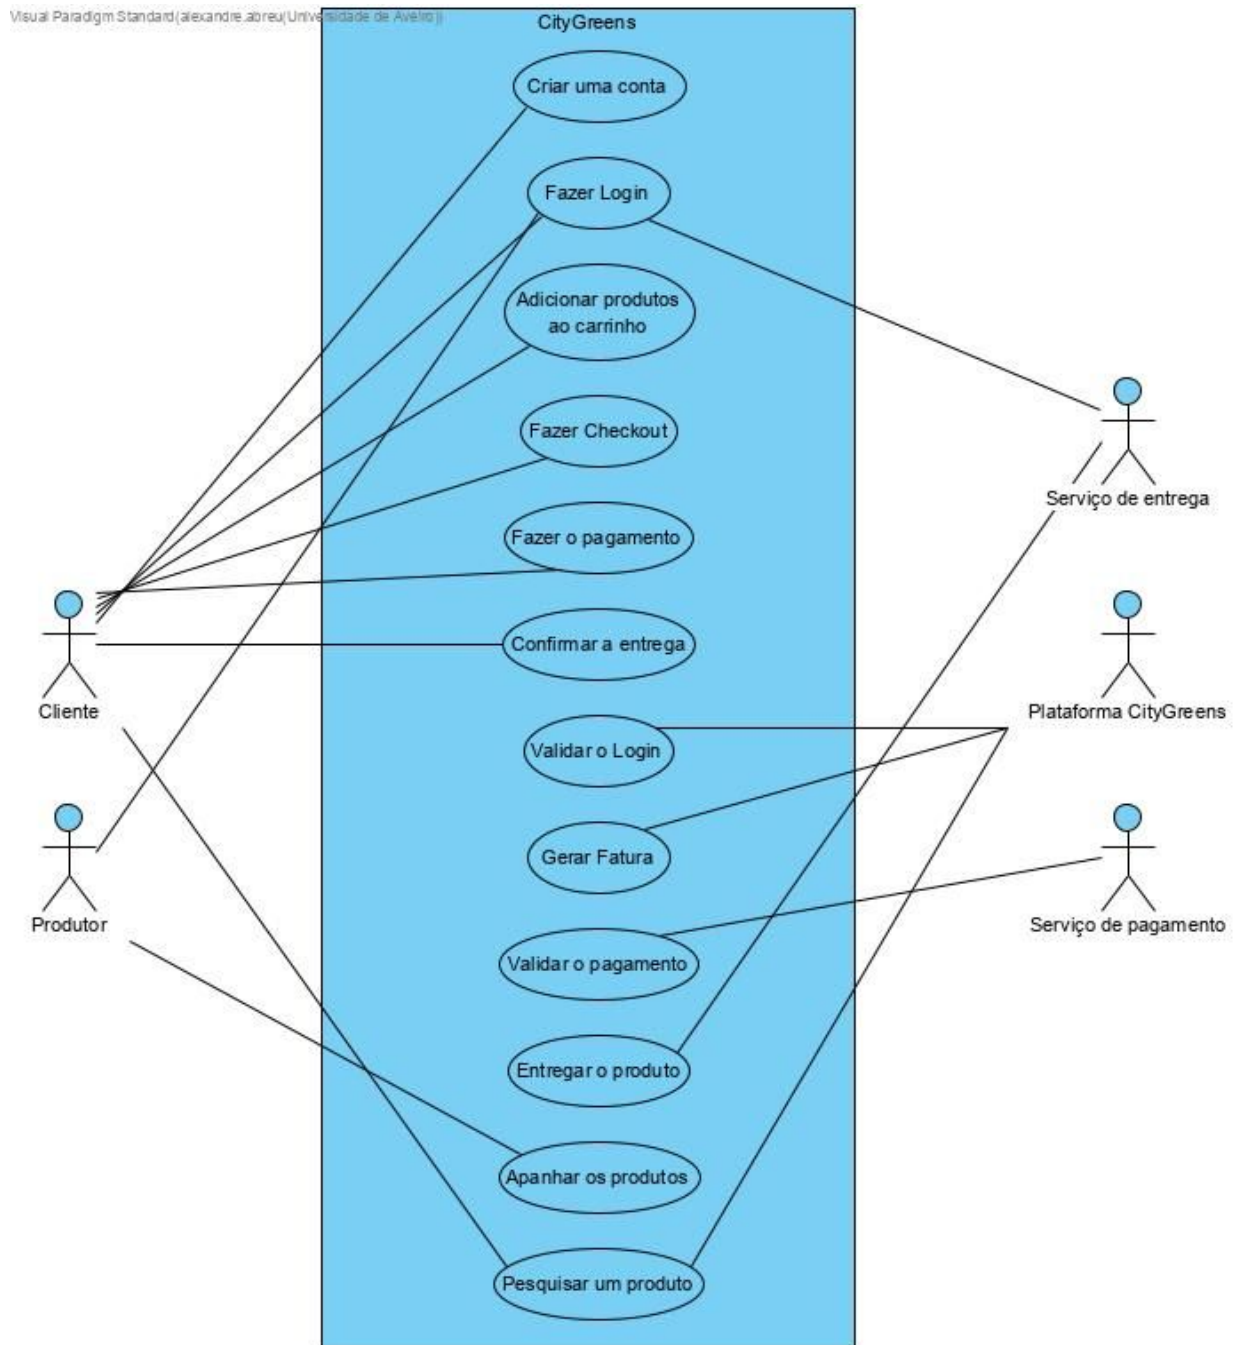 Visual Paradigm Standard(alexandre.abreu(Universidade de Aveiro))
CityGreens
Criar uma conta
Fazer Login
Adicionar produtos
ao carrinho
Fazer Checkout
Serviço de entrega
Fazer o pagamento
Confirmar a entrega
Cliente
Plataforma CityGreens
Validar o Login
Gerar Fatura
Produtor
Serviço de pagamento
Validar o pagamento
Entregar o produto
Apanhar os produtos
Pesquisar um produto